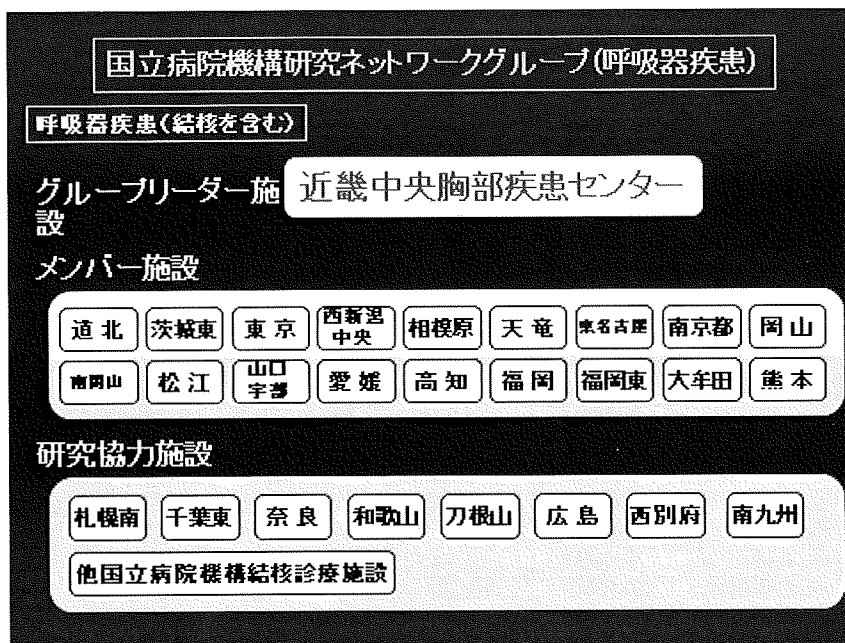 国立病院機構研究ネットワークグループ(呼吸器疾患)
呼吸器疾患(結核を含む)
グループリーダー施設
近畿中央胸部疾患センター
メンバー施設
道北 茨城東 東京 西新潟中央 相模原 天竜 東名古屋 南京都 岡山
南岡山 松江 山口宇部 愛媛 高知 福岡 福岡東 大牟田 熊本
研究協力施設
札幌南 千葉東 奈良 和歌山 刀根山 広島 西別府 南九州
他国立病院機構結核診療施設